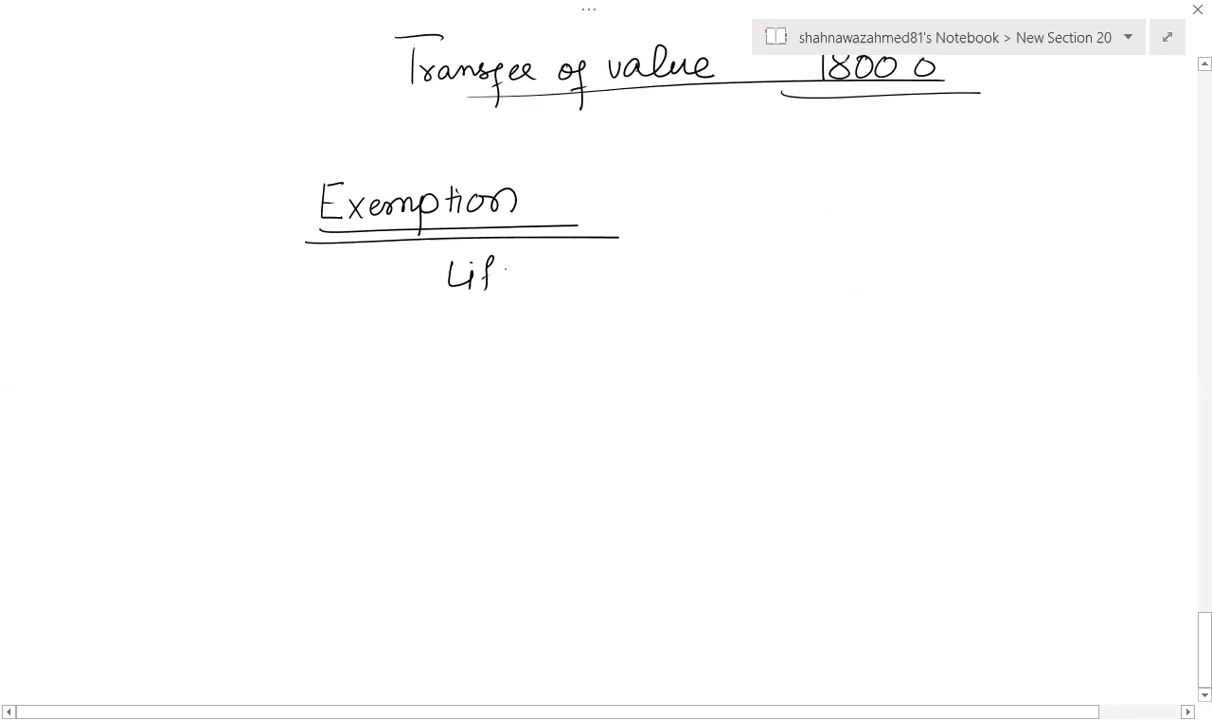 shahnawazahmed81's Notebook > New Section 20
Transfer of value 18000
Exemption
Lif